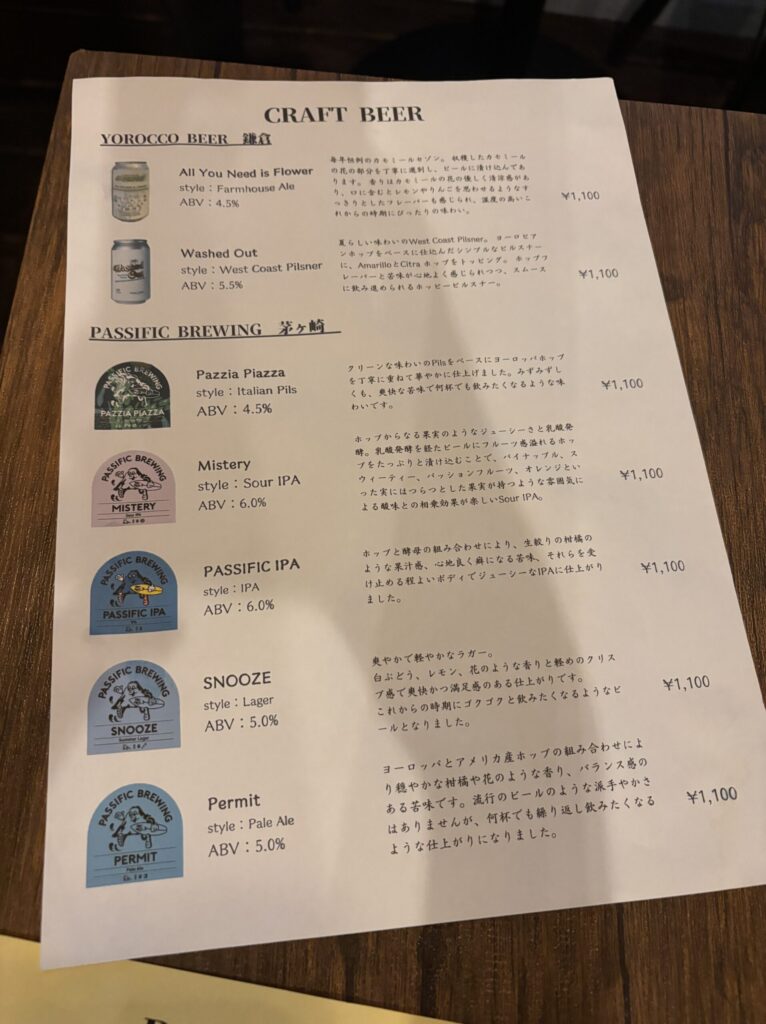 CRAFT BEER
YOROCCO BEER 鎌倉
All You Need is Flower
style：Farmhouse Ale
ABV：4.5%
毎年恒例のカモミールセゾン。収穫したカモミール
の花の部分を丁寧に選別し、ビールに漬け込んであ
ります。香りはカモミールの花の優しく清涼感があ
り、口に含むとレモンやりんごを思わせるようなす
っきりとしたフレーバーも感じられ、湿度の高いこ
れからの時期にぴったりの味わい。
¥1,100
Washed Out
style：West Coast Pilsner
ABV：5.5%
夏らしい味わいのWest Coast Pilsner。ヨーロピア
ンホップをベースに仕込んだシンプルなピルスナー
に、AmarilloとCitra ホップをトッピング。ホップフ
レーバーと苦味が心地よく感じられつつ、スムース
に飲み進められるホッピーピルスナー。
¥1,100
PASSIFIC BREWING 茅ヶ崎
PASSIFIC BREWING
PAZZIA PIAZZA
Pazzia Piazza
style：Italian Pils
ABV：4.5%
クリーンな味わいのPilsをベースにヨーロッパホップ
を丁寧に重ねて華やかに仕上げました。みずみずし
くも、爽快な苦味で何杯でも飲みたくなるような味
わいです。
¥1,100
PASSIFIC BREWING
MISTERY
Sour IPA
Mistery
style：Sour IPA
ABV：6.0%
ホップからなる果実のようなジューシーさと乳酸発
酵。乳酸発酵を経たビールにフルーツ感溢れるホッ
プをたっぷりと漬け込むことで、パイナップル、ス
ウィーティー、パッションフルーツ、オレンジとい
った実にはつらつとした果実が持つような雰囲気に
よる酸味との相乗効果が楽しいSour IPA。
¥1,100
PASSIFIC BREWING
PASSIFIC IPA
IPA
PASSIFIC IPA
style：IPA
ABV：6.0%
ホップと酵母の組み合わせにより、生絞りの柑橘の
ような果汁感、心地良く癖になる苦味、それらを受
け止める程よいボディでジューシーなIPAに仕上がり
ました。
¥1,100
PASSIFIC BREWING
SNOOZE
Summer Lager
SNOOZE
style：Lager
ABV：5.0%
爽やかで軽やかなラガー。
白ぶどう、レモン、花のような香りと軽めのクリス
プ感で爽快かつ満足感のある仕上がりです。
これからの時期にゴクゴクと飲みたくなるようなビ
ールとなりました。
¥1,100
PASSIFIC BREWING
PERMIT
Pale Ale
Permit
style：Pale Ale
ABV：5.0%
ヨーロッパとアメリカ産ホップの組み合わせによ
り穏やかな柑橘や花のような香り、バランス感の
ある苦味です。流行のビールのような派手やかさ
はありませんが、何杯でも繰り返し飲みたくなる
ような仕上がりになりました。
¥1,100